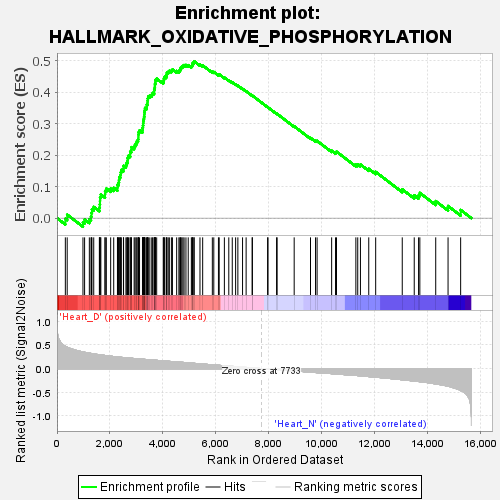 Enrichment plot:
HALLMARK_OXIDATIVE_PHOSPHORYLATION
Enrichment score (ES)
0.5
0.4
0.3
0.2
0.1
0.0
Ranked list metric (Signal2Noise)
'Heart_D' (positively correlated)
1.0
0.5
0.0
-0.5
-1.0
Zero cross at 7733
'Heart_N' (negatively correlated)
0 2,000 4,000 6,000 8,000 10,000 12,000 14,000 16,000
Rank in Ordered Dataset
Enrichment profile Hits Ranking metric scores